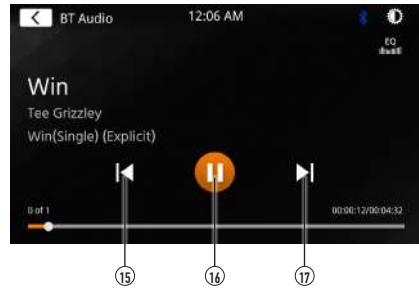 BT Audio 12:06 AM
EQ
Win
Tee Grizzley
Win(Single) (Explicit)
0 of 1 00:00:12/00:04:32
15 16 17